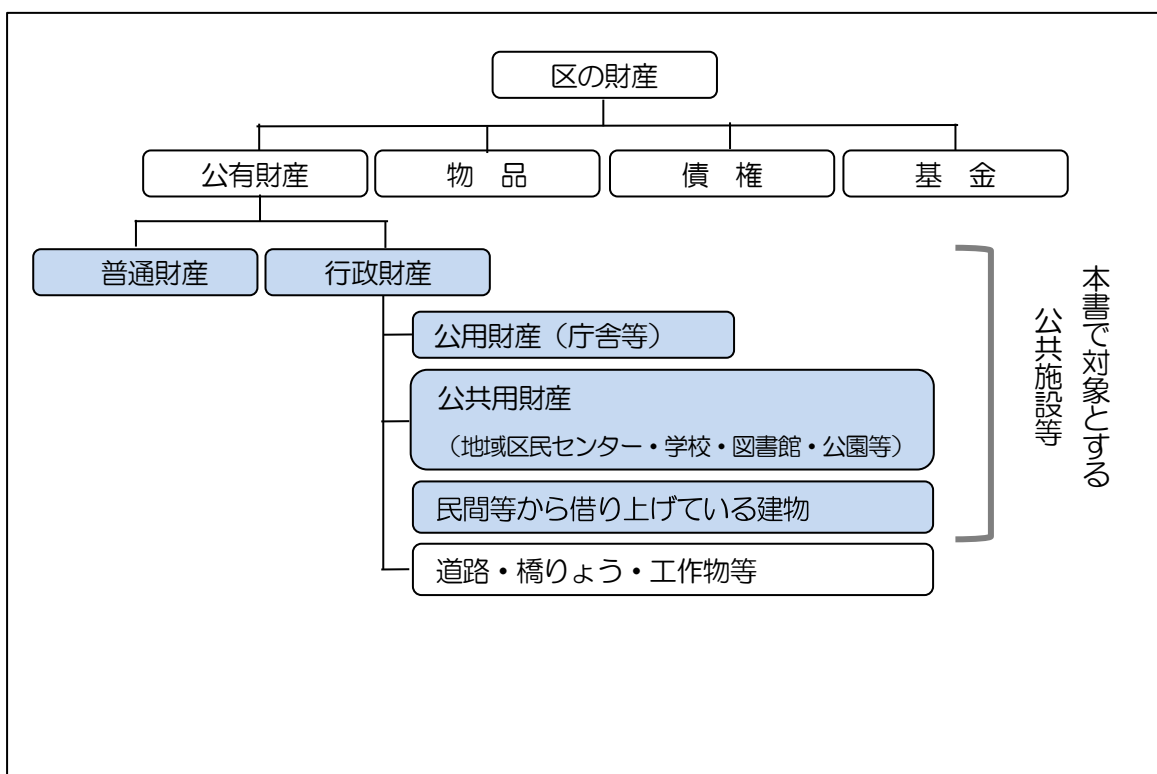 区の財産
公有財産
物　品
債　権
基　金
普通財産
行政財産
公用財産（庁舎等）
公共用財産
（地域区民センター・学校・図書館・公園等）
民間等から借り上げている建物
道路・橋りょう・工作物等
本書で対象とする
公共施設等